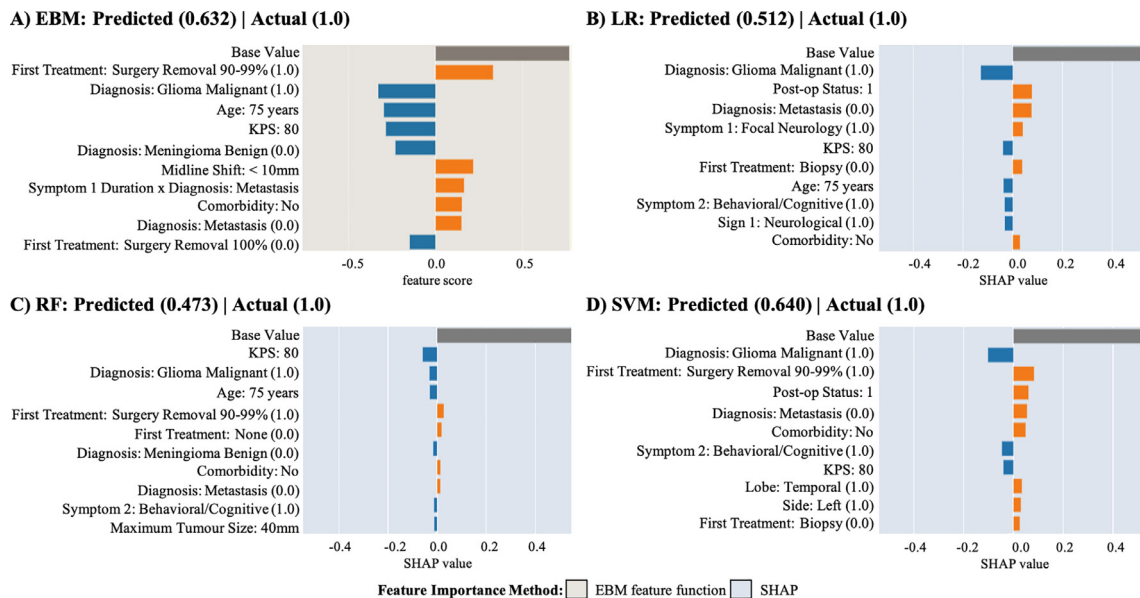 A) EBM: Predicted (0.632) | Actual (1.0)
Base Value
First Treatment: Surgery Removal 90-99% (1.0)
Diagnosis: Glioma Malignant (1.0)
Age: 75 years
KPS: 80
Diagnosis: Meningioma Benign (0.0)
Midline Shift: < 10mm
Symptom 1 Duration x Diagnosis: Metastasis
Comorbidity: No
Diagnosis: Metastasis (0.0)
First Treatment: Surgery Removal 100% (0.0)
-0.5 0.0 0.5
feature score
B) LR: Predicted (0.512) | Actual (1.0)
Base Value
Diagnosis: Glioma Malignant (1.0)
Post-op Status: 1
Diagnosis: Metastasis (0.0)
Symptom 1: Focal Neurology (1.0)
KPS: 80
First Treatment: Biopsy (0.0)
Age: 75 years
Symptom 2: Behavioral/Cognitive (1.0)
Sign 1: Neurological (1.0)
Comorbidity: No
-0.4 -0.2 0.0 0.2 0.4
SHAP value
C) RF: Predicted (0.473) | Actual (1.0)
Base Value
KPS: 80
Diagnosis: Glioma Malignant (1.0)
Age: 75 years
First Treatment: Surgery Removal 90-99% (1.0)
First Treatment: None (0.0)
Diagnosis: Meningioma Benign (0.0)
Comorbidity: No
Diagnosis: Metastasis (0.0)
Symptom 2: Behavioral/Cognitive (1.0)
Maximum Tumour Size: 40mm
-0.4 -0.2 0.0 0.2 0.4
SHAP value
D) SVM: Predicted (0.640) | Actual (1.0)
Base Value
Diagnosis: Glioma Malignant (1.0)
First Treatment: Surgery Removal 90-99% (1.0)
Post-op Status: 1
Diagnosis: Metastasis (0.0)
Comorbidity: No
Symptom 2: Behavioral/Cognitive (1.0)
KPS: 80
Lobe: Temporal (1.0)
Side: Left (1.0)
First Treatment: Biopsy (0.0)
-0.4 -0.2 0.0 0.2 0.4
SHAP value
Feature Importance Method: EBM feature function SHAP